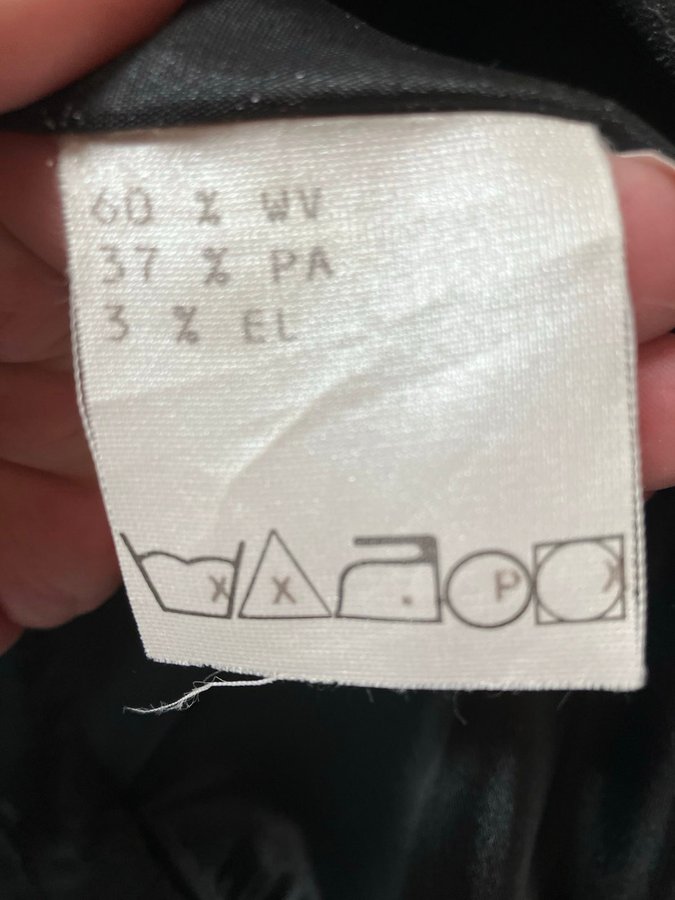 60 % WV
37 % PA
3 % EL
X X . P X